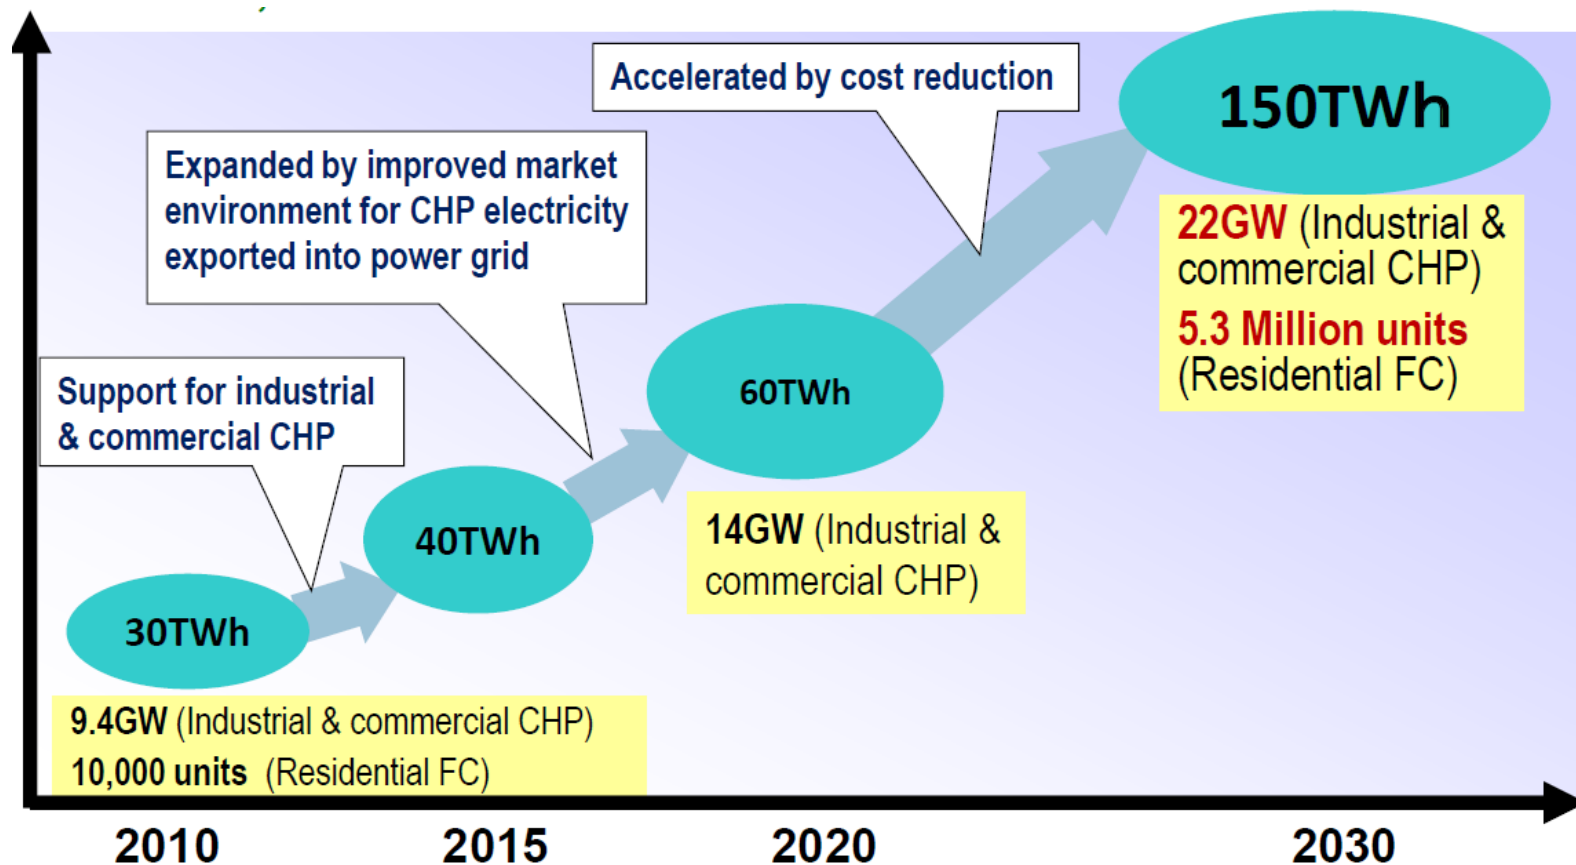 Accelerated by cost reduction
150TWh
Expanded by improved market
environment for CHP electricity
exported into power grid
22GW (Industrial &
commercial CHP)
5.3 Million units
(Residential FC)
Support for industrial
& commercial CHP
60TWh
40TWh
14GW (Industrial &
commercial CHP)
30TWh
9.4GW (Industrial & commercial CHP)
10,000 units (Residential FC)
2010
2015
2020
2030